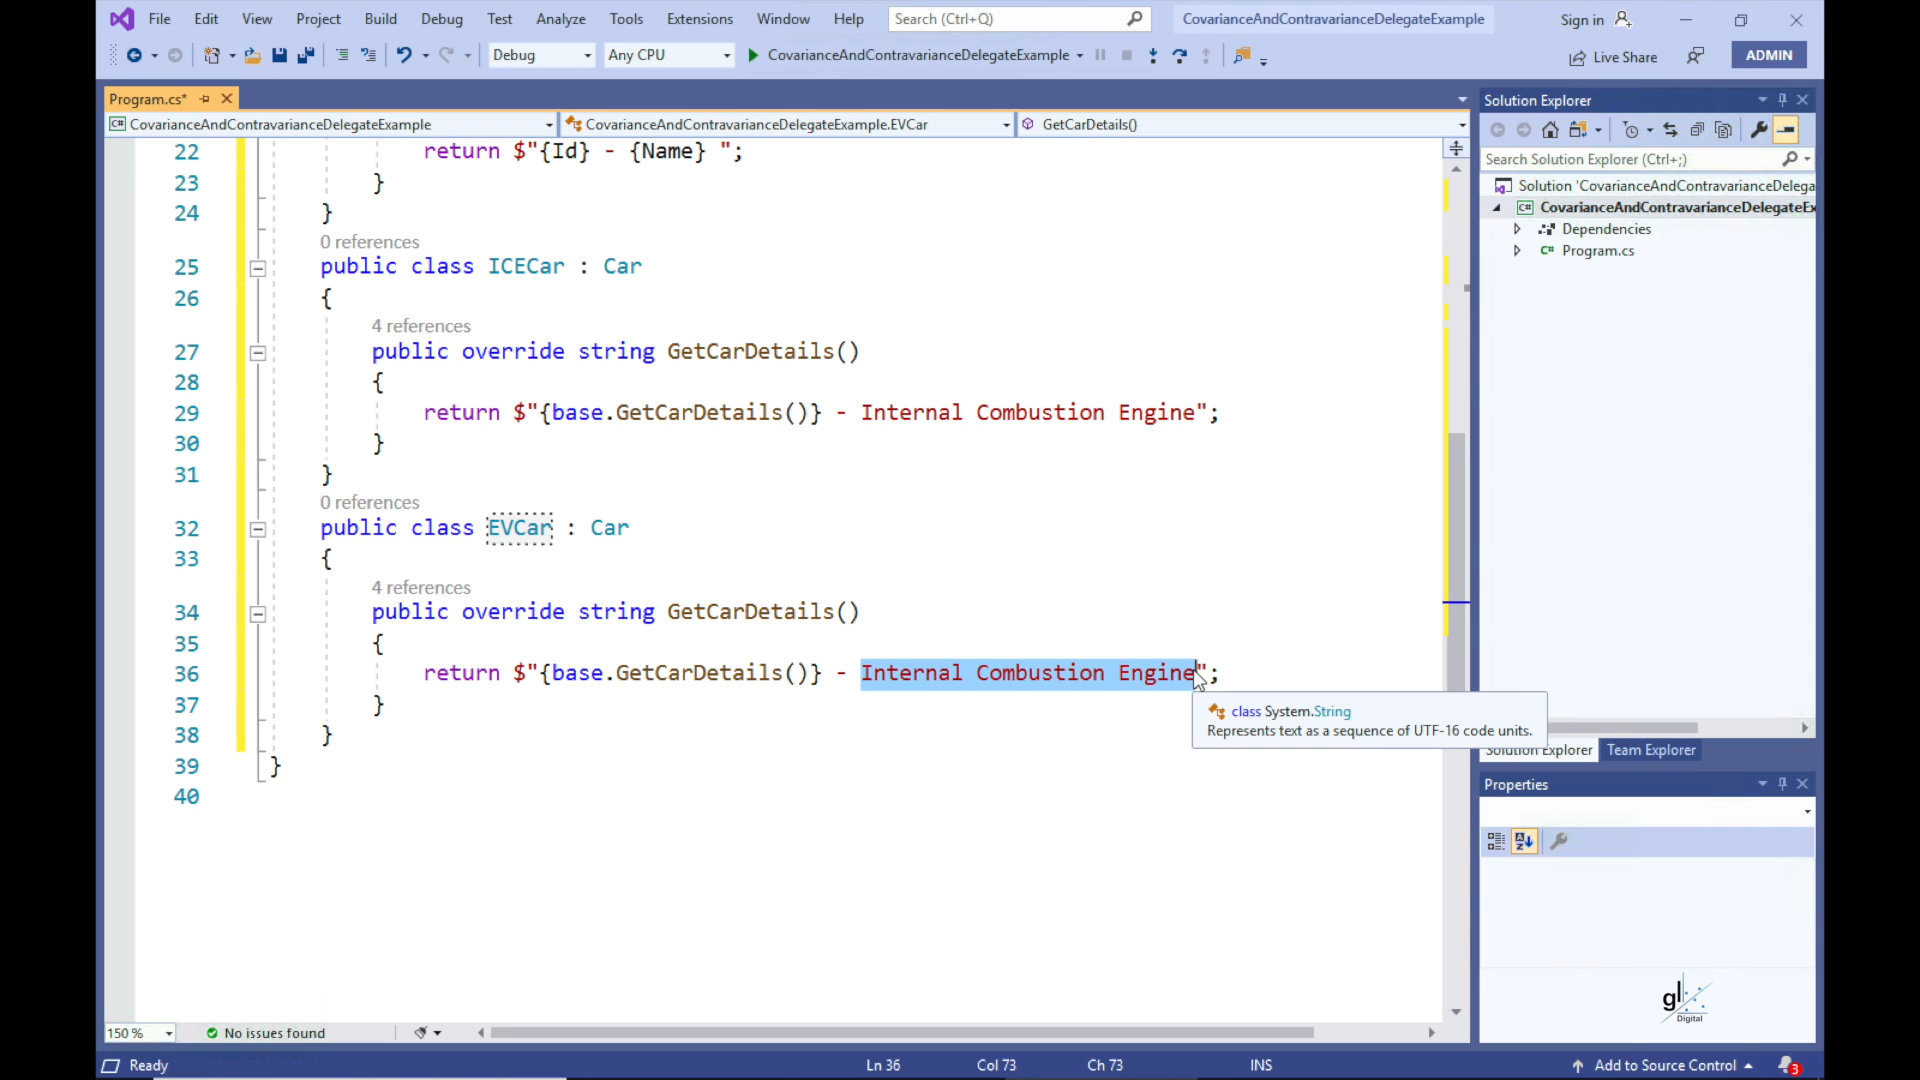 File Edit View Project Build Debug Test Analyze Tools Extensions Window Help Search (Ctrl+Q) CovarianceAndContravarianceDelegateExample Sign in
Debug Any CPU CovarianceAndContravarianceDelegateExample Live Share ADMIN
Program.cs*
CovarianceAndContravarianceDelegateExample CovarianceAndContravarianceDelegateExample.EVCar GetCarDetails()
22 return $"{Id} - {Name} ";
23 }
24 }
0 references
25 public class ICECar : Car
26 {
4 references
27 public override string GetCarDetails()
28 {
29 return $"{base.GetCarDetails()} - Internal Combustion Engine";
30 }
31 }
0 references
32 public class EVCar : Car
33 {
4 references
34 public override string GetCarDetails()
35 {
36 return $"{base.GetCarDetails()} - Internal Combustion Engine";
37 }
38 }
39 }
40
class System.String
Represents text as a sequence of UTF-16 code units.
Solution Explorer
Search Solution Explorer (Ctrl+;)
Solution 'CovarianceAndContravarianceDelega
C# CovarianceAndContravarianceDelegateEx
Dependencies
C# Program.cs
Solution Explorer Team Explorer
Properties
gl
Digital
150 % No issues found
Ready Ln 36 Col 73 Ch 73 INS Add to Source Control 3